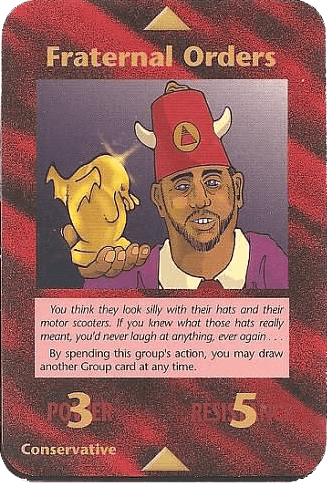 Fraternal Orders
You think they look silly with their hats and their
motor scooters. If you knew what those hats really
meant, you'd never laugh at anything, ever again . . .
By spending this group's action, you may draw
another Group card at any time.
POWER 3 RESISTANCE 5
Conservative